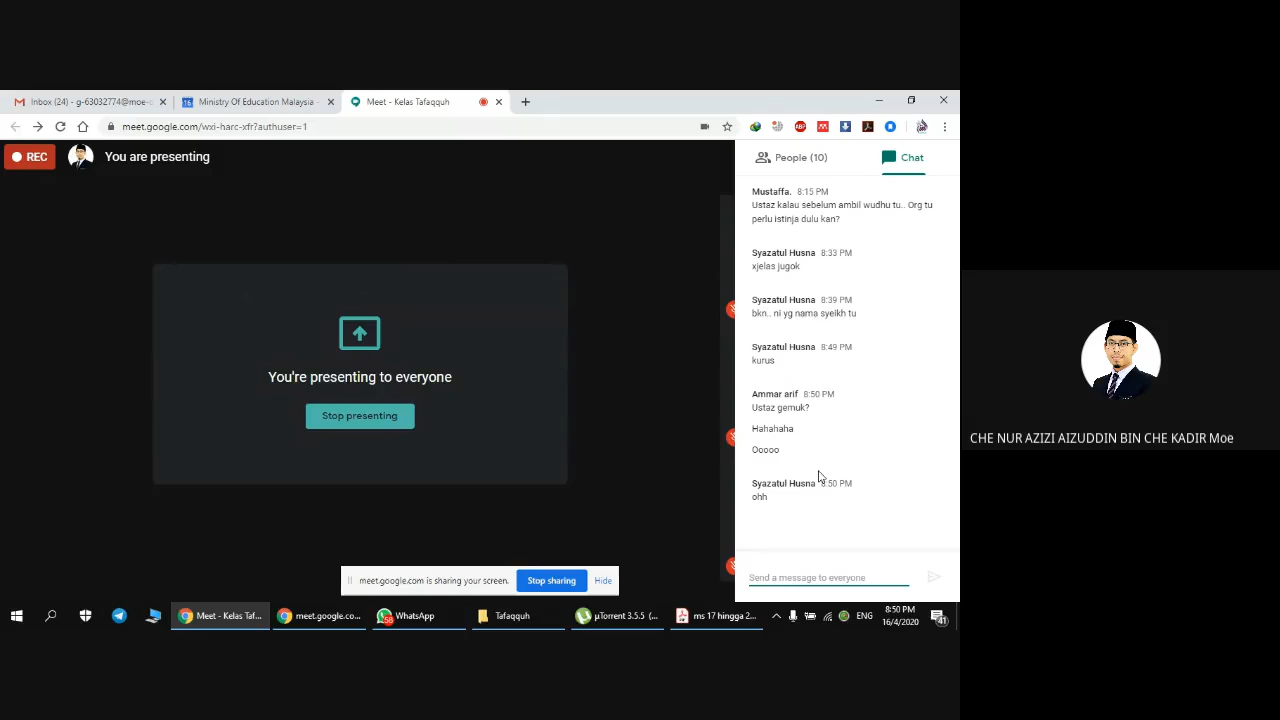 Inbox (24) - g-63032774@moe-
Ministry Of Education Malaysia -
Meet - Kelas Tafaqquh
meet.google.com/wxi-harc-xfr?authuser=1
REC
You are presenting
People (10)
Chat
Mustaffa. 8:15 PM
Ustaz kalau sebelum ambil wudhu tu.. Org tu
perlu istinja dulu kan?
Syazatul Husna 8:33 PM
xjelas jugok
Syazatul Husna 8:39 PM
bkn.. ni yg nama syeikh tu
Syazatul Husna 8:49 PM
kurus
Ammar arif 8:50 PM
Ustaz gemuk?
Hahahaha
Ooooo
Syazatul Husna 8:50 PM
ohh
You're presenting to everyone
Stop presenting
CHE NUR AZIZI AIZUDDIN BIN CHE KADIR Moe
meet.google.com is sharing your screen.
Stop sharing
Hide
Send a message to everyone
Meet - Kelas Taf...
meet.google.co...
58
WhatsApp
Tafaqquh
µTorrent 3.5.5 (...
ms 17 hingga 2...
ENG
8:50 PM
16/4/2020
41